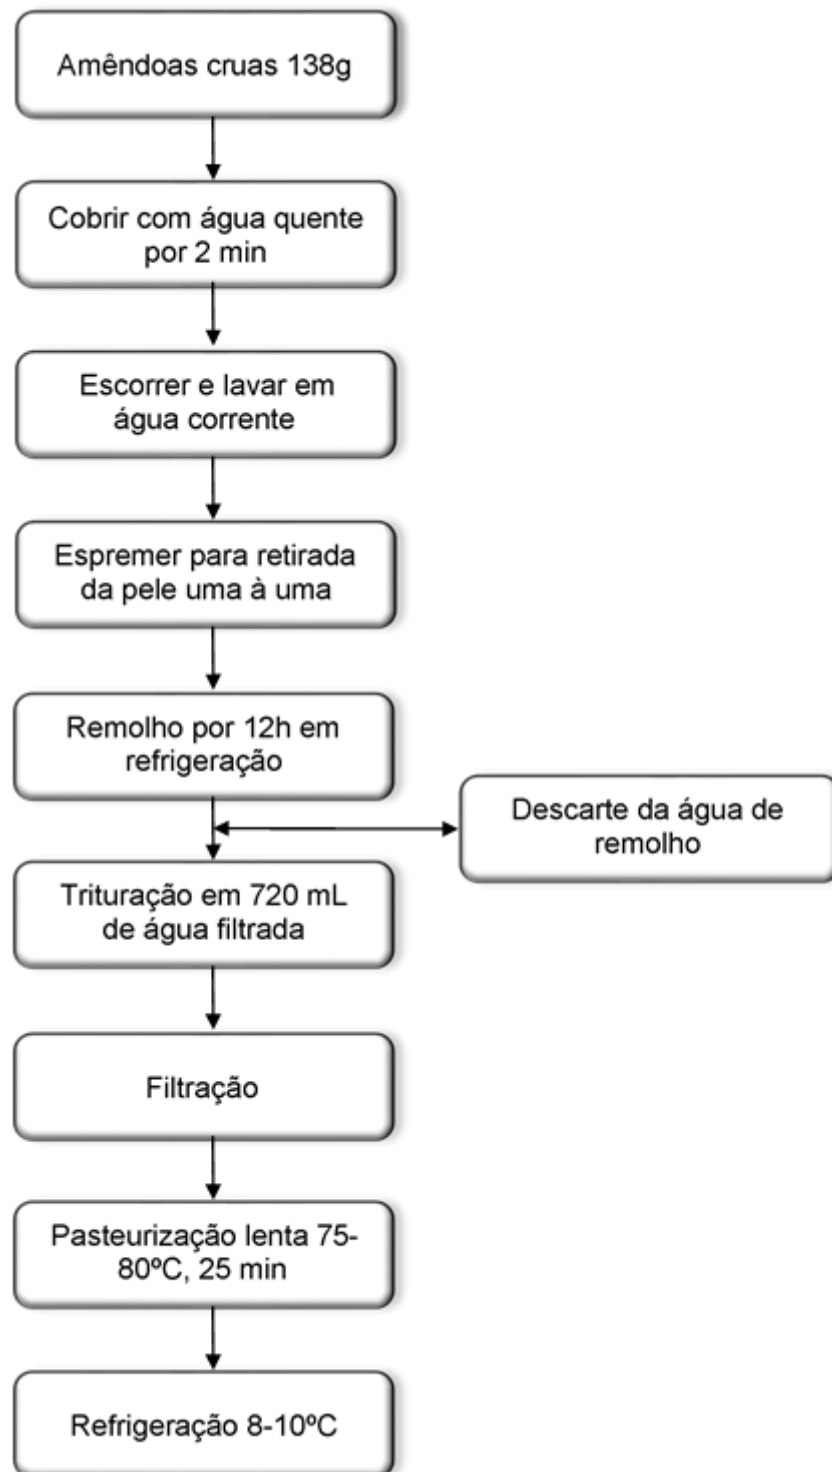 Amêndoas cruas 138g
Cobrir com água quente
por 2 min
Escorrer e lavar em
água corrente
Espremer para retirada
da pele uma à uma
Remolho por 12h em
refrigeração
Descarte da água de
remolho
Trituração em 720 mL
de água filtrada
Filtração
Pasteurização lenta 75-
80ºC, 25 min
Refrigeração 8-10ºC